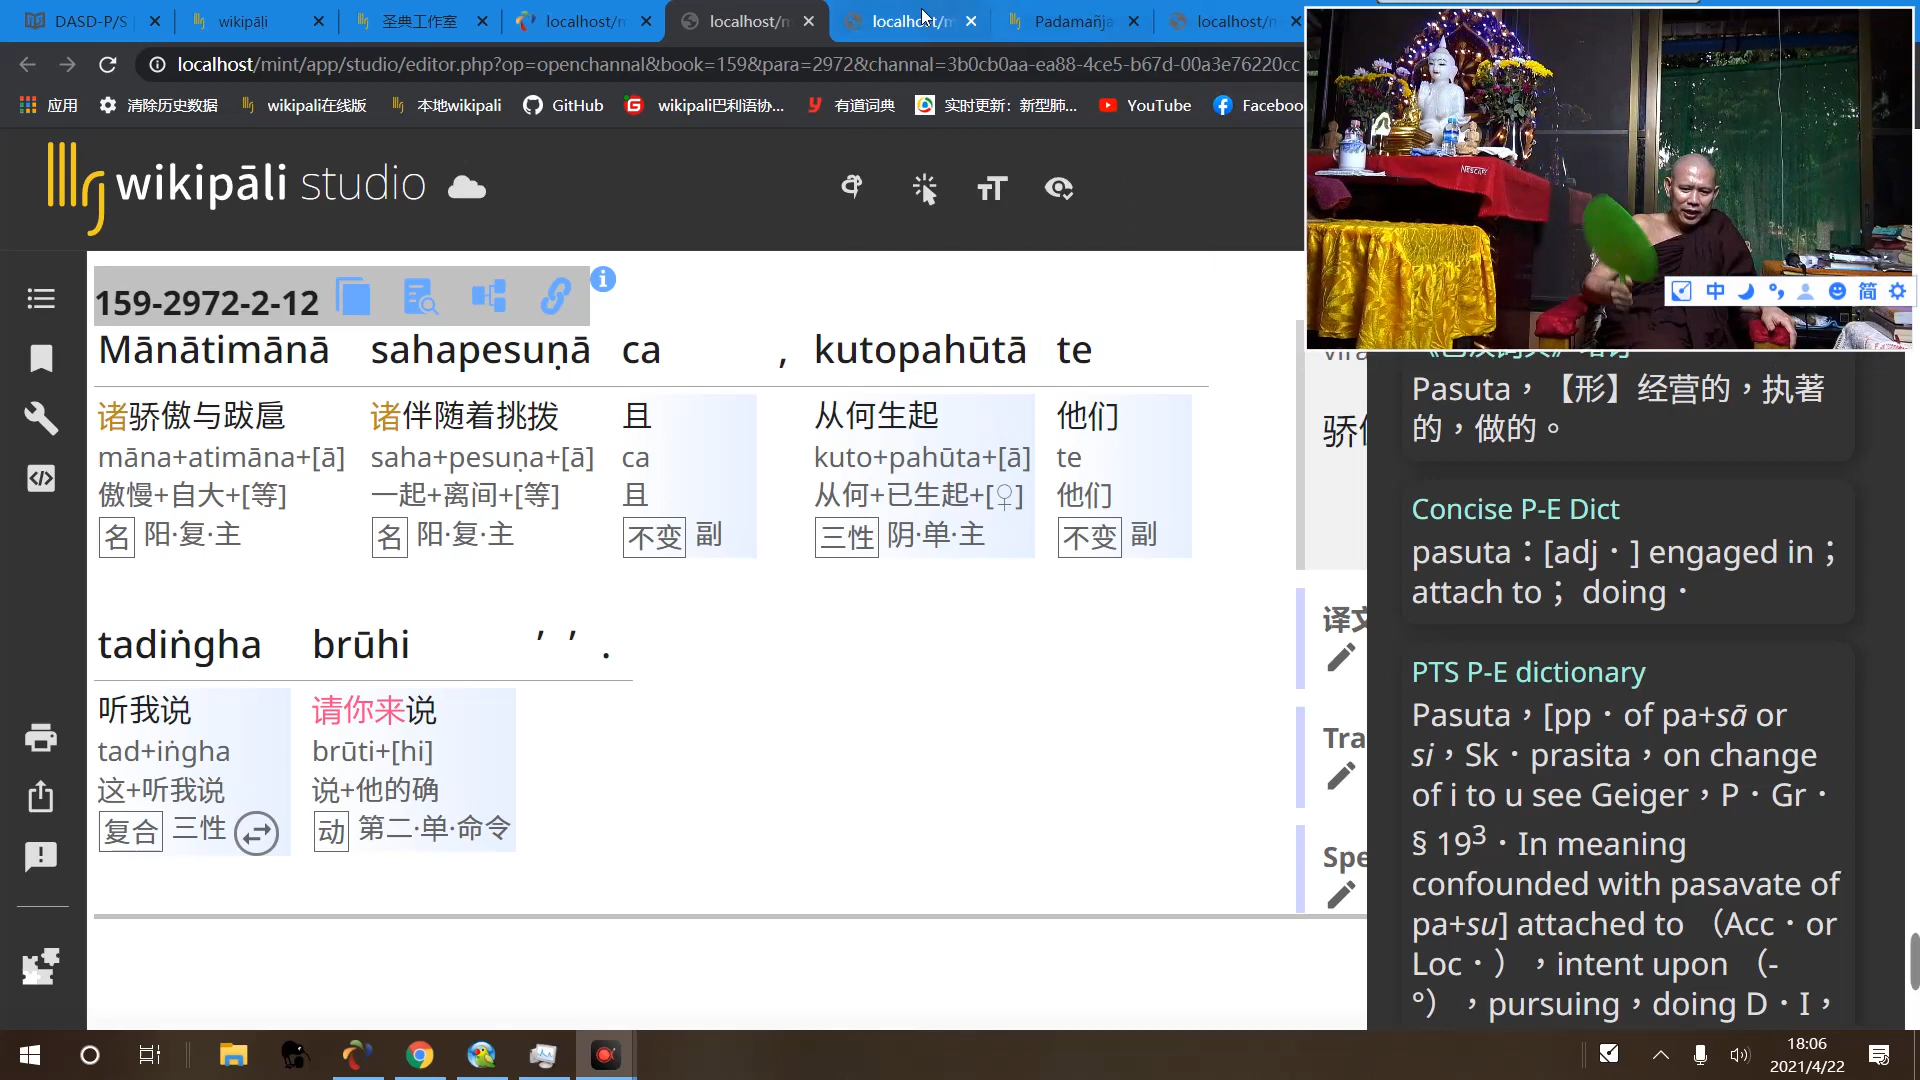 DASD-P/S
wikipāli
圣典工作室
localhost/m
localhost/m
localhost/m
Padamañja
localhost/m
localhost/mint/app/studio/editor.php?op=openchannal&book=159&para=2972&channal=3b0cb0aa-ea88-4ce5-b67d-00a3e76220cc
应用
清除历史数据
wikipali在线版
本地wikipali
GitHub
wikipali巴利语协...
有道词典
实时更新：新型肺...
YouTube
Faceboo
wikipāli studio
NESCAFÉ
中
简
159-2972-2-12
Mānātimānā sahapesuṇā ca , kutopahūtā te
诸骄傲与跋扈 诸伴随着挑拨 且 从何生起 他们
māna+atimāna+[ā] saha+pesuṇa+[ā] ca kuto+pahūta+[ā] te
傲慢+自大+[等] 一起+离间+[等] 且 从何+已生起+[♀] 他们
名 阳·复·主 名 阳·复·主 不变 副 三性 阴·单·主 不变 副
tadiṅgha brūhi ’ ’ .
听我说 请你来说
tad+iṅgha brūti+[hi]
这+听我说 说+他的确
复合 三性 动 第二·单·命令
译文
Tra
Spe
Pasuta，【形】经营的，执著
的，做的。
Concise P-E Dict
pasuta：[adj・] engaged in；
attach to； doing・
PTS P-E dictionary
Pasuta，[pp・of pa+sā or
si，Sk・prasita，on change
of i to u see Geiger，P・Gr・
§ 19³・In meaning
confounded with pasavate of
pa+su] attached to （Acc・or
Loc・），intent upon （-
°），pursuing，doing D・I，
18:06
2021/4/22